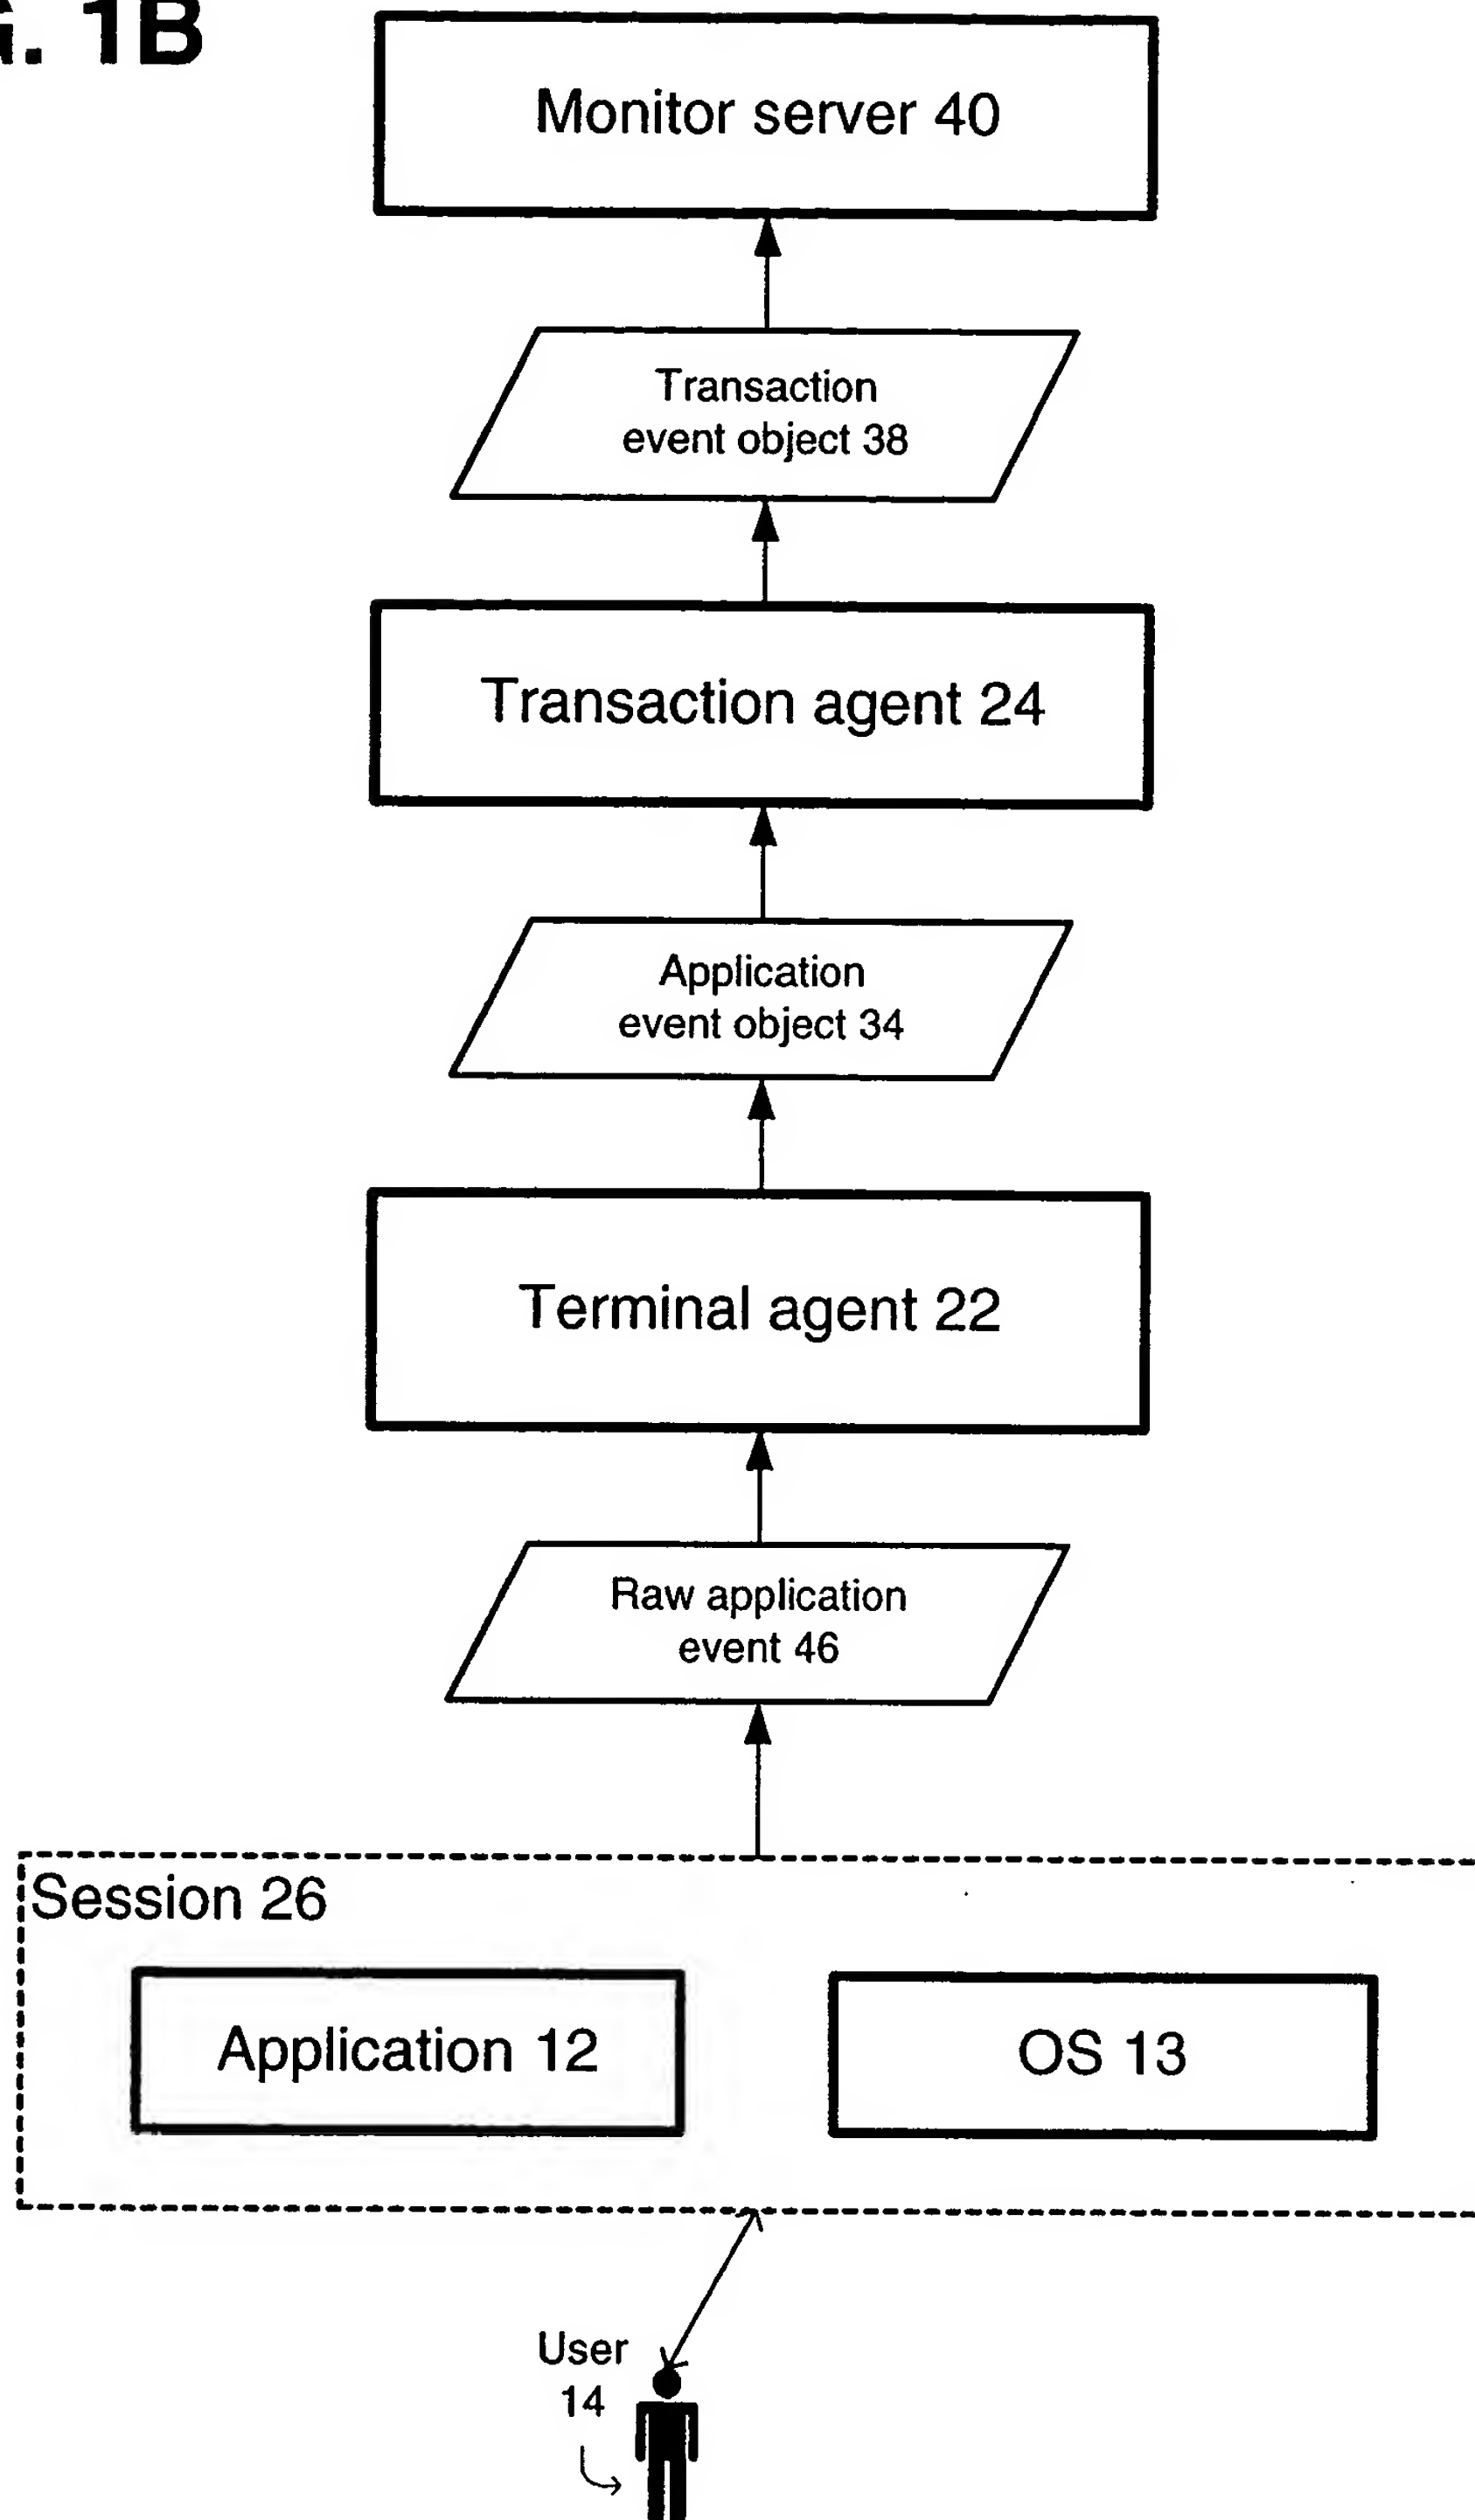 . 1B
Monitor server 40
Transaction
event object 38
Transaction agent 24
Application
event object 34
Terminal agent 22
Raw application
event 46
Session 26
Application 12
OS 13
User
14